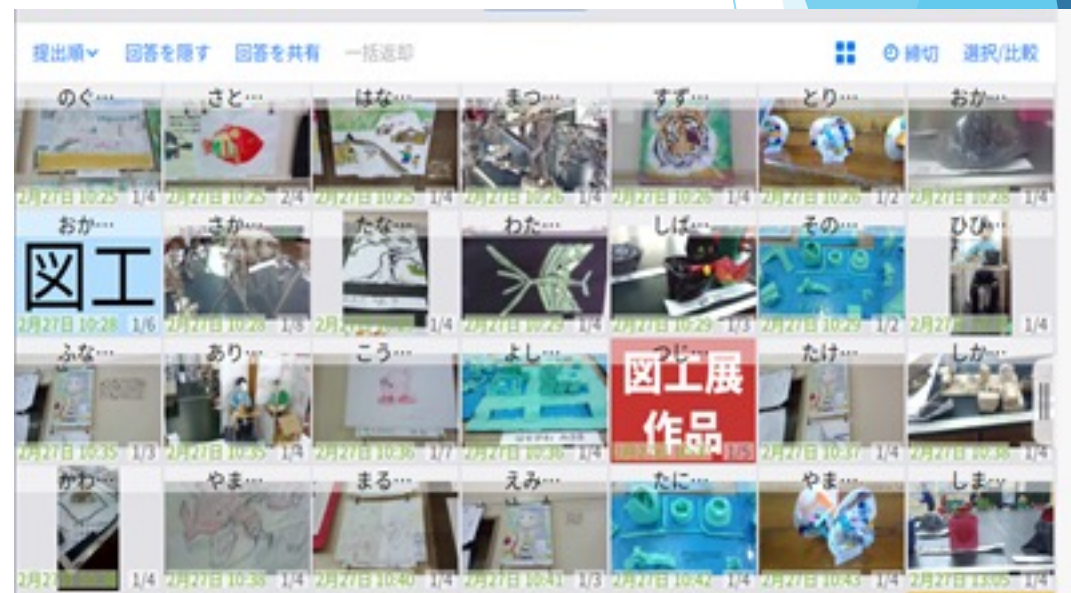 提出順 回答を隠す 回答を共有 一括返却 締切 選択/比較
のぐ… さと… はな… まつ… すず… とり… おか…
2月27日 10:25 1/4 2月27日 10:25 2/4 2月27日 10:25 1/4 2月27日 10:26 1/4 2月27日 10:26 1/4 2月27日 10:26 1/2 2月27日 10:28 1/4
おか… さか… たな… わた… しば… その… ひび…
図工
2月27日 10:28 1/6 2月27日 10:28 1/8 1/4 2月27日 10:29 1/4 2月27日 10:29 1/3 2月27日 10:29 1/2 1/4
ふな… あり… こう… よし… つじ… たけ… しか…
図工展
作品
2月27日 10:35 1/3 2月27日 10:35 1/4 2月27日 10:36 1/7 2月27日 10:36 1/4 1/5 2月27日 10:37 1/4 2月27日 10:38 1/4
かわ… やま… まる… えみ… たに… やま… しま…
1/4 2月27日 10:38 1/4 2月27日 10:40 1/4 2月27日 10:41 1/3 2月27日 10:42 1/4 2月27日 10:43 1/4 2月27日 13:05 1/4